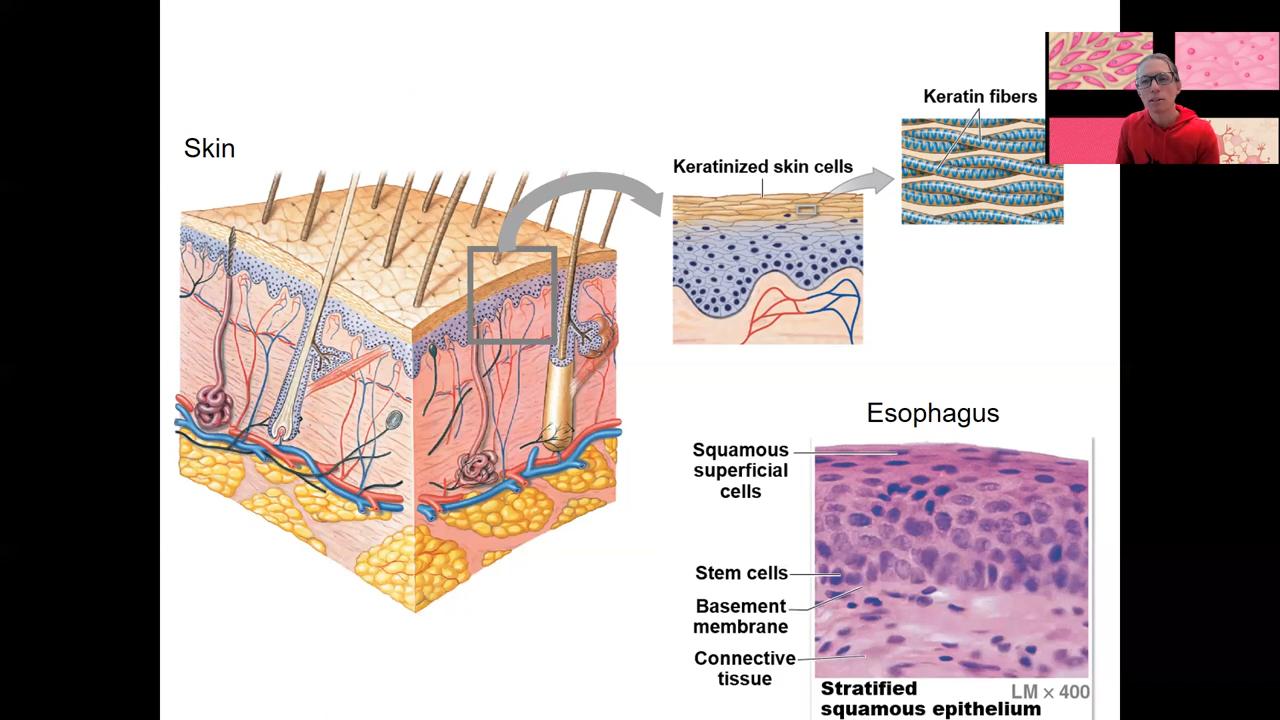 Skin
Keratinized skin cells
Keratin fibers
Esophagus
Squamous
superficial
cells
Stem cells
Basement
membrane
Connective
tissue
Stratified
squamous epithelium
LM × 400